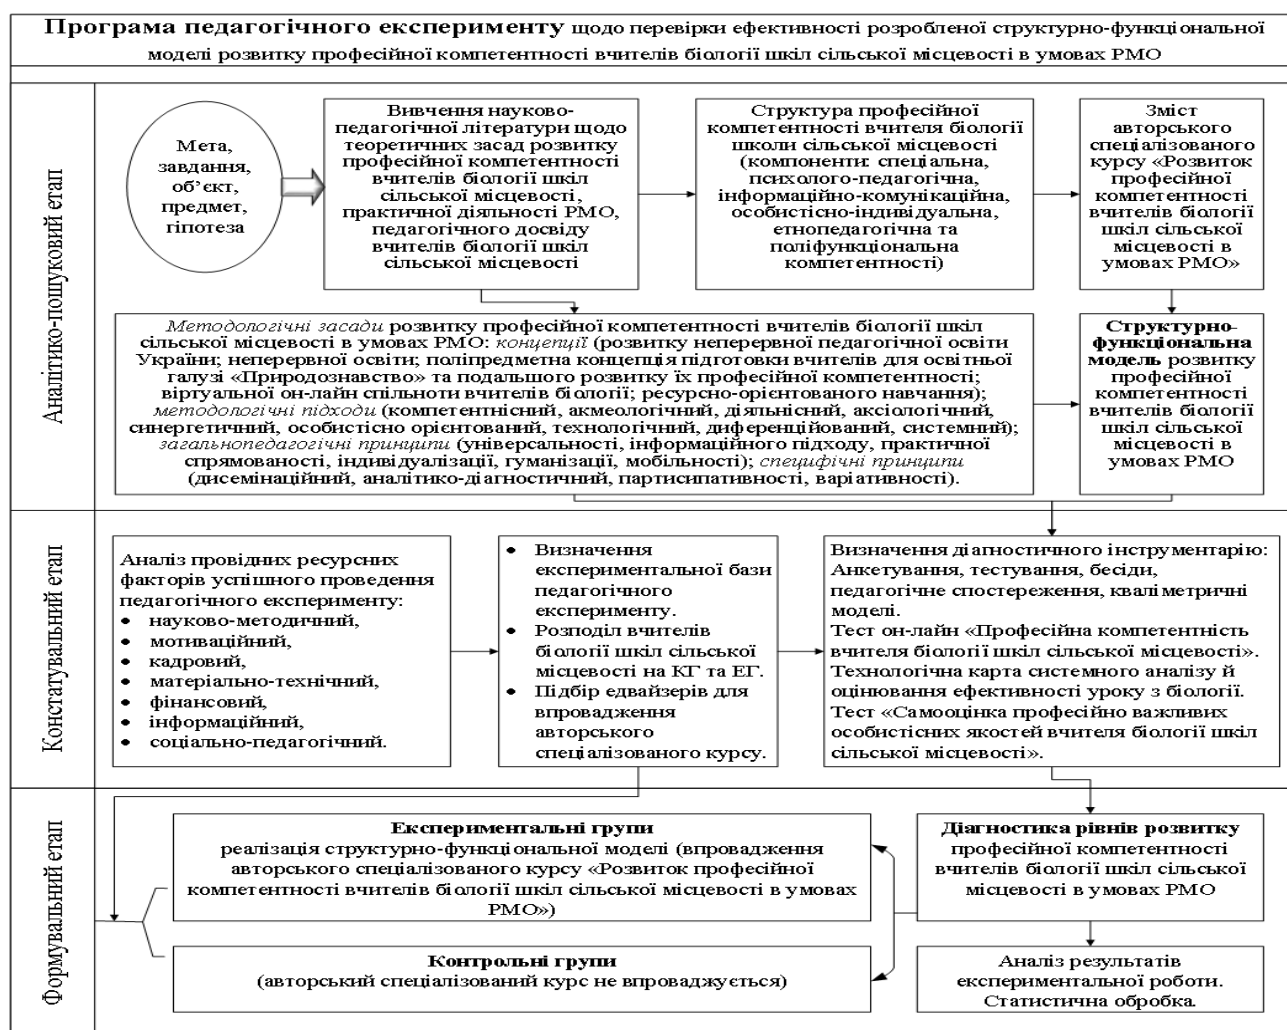 Програма педагогічного експерименту щодо перевірки ефективності розробленої структурно-функціональної
моделі розвитку професійної компетентності вчителів біології шкіл сільської місцевості в умовах РМО
Аналітико-пошуковий етап
Мета,
завдання,
об’єкт,
предмет,
гіпотеза
Вивчення науково-
педагогічної літератури щодо
теоретичних засад розвитку
професійної компетентності
вчителів біології шкіл
сільської місцевості,
практичної діяльності РМО,
педагогічного досвіду
вчителів біології шкіл
сільської місцевості
Структура професійної
компетентності вчителя біології
школи сільської місцевості
(компоненти: спеціальна,
психолого-педагогічна,
інформаційно-комунікаційна,
особистісно-індивідуальна,
етнопедагогічна та
поліфункціональна
компетентності)
Зміст
авторського
спеціалізованого
курсу «Розвиток
професійної
компетентності
вчителів біології
шкіл сільської
місцевості в
умовах РМО»
Методологічні засади розвитку професійної компетентності вчителів біології шкіл
сільської місцевості в умовах РМО: концепції (розвитку неперервної педагогічної освіти
України; неперервної освіти; поліпредметна концепція підготовки вчителів для освітньої
галузі «Природознавство» та подальшого розвитку їх професійної компетентності;
віртуальної он-лайн спільноти вчителів біології; ресурсно-орієнтованого навчання);
методологічні підходи (компетентнісний, акмеологічний, діяльнісний, аксіологічний,
синергетичний, особистісно орієнтований, технологічний, диференційований, системний);
загальнопедагогічні принципи (універсальності, інформаційного підходу, практичної
спрямованості, індивідуалізації, гуманізації, мобільності); специфічні принципи
(дисемінаційний, аналітико-діагностичний, партисипативності, варіативності).
Структурно-
функціональна
модель розвитку
професійної
компетентності
вчителів біології
шкіл сільської
місцевості в
умовах РМО
Констатувальний етап
Аналіз провідних ресурсних
факторів успішного проведення
педагогічного експерименту:
• науково-методичний,
• мотиваційний,
• кадровий,
• матеріально-технічний,
• фінансовий,
• інформаційний,
• соціально-педагогічний.
• Визначення
експериментальної бази
педагогічного
експерименту.
• Розподіл вчителів
біології шкіл сільської
місцевості на КГ та ЕГ.
• Підбір едвайзерів для
впровадження
авторського
спеціалізованого курсу.
Визначення діагностичного інструментарію:
Анкетування, тестування, бесіди,
педагогічне спостереження, кваліметричні
моделі.
Тест он-лайн «Професійна компетентність
вчителя біології шкіл сільської місцевості».
Технологічна карта системного аналізу й
оцінювання ефективності уроку з біології.
Тест «Самооцінка професійно важливих
особистісних якостей вчителя біології шкіл
сільської місцевості».
Формувальний етап
Експериментальні групи
реалізація структурно-функціональної моделі (впровадження
авторського спеціалізованого курсу «Розвиток професійної
компетентності вчителів біології шкіл сільської місцевості в умовах
РМО»)
Контрольні групи
(авторський спеціалізований курс не впроваджується)
Діагностика рівнів розвитку
професійної компетентності
вчителів біології шкіл сільської
місцевості в умовах РМО
Аналіз результатів
експериментальної роботи.
Статистична обробка.